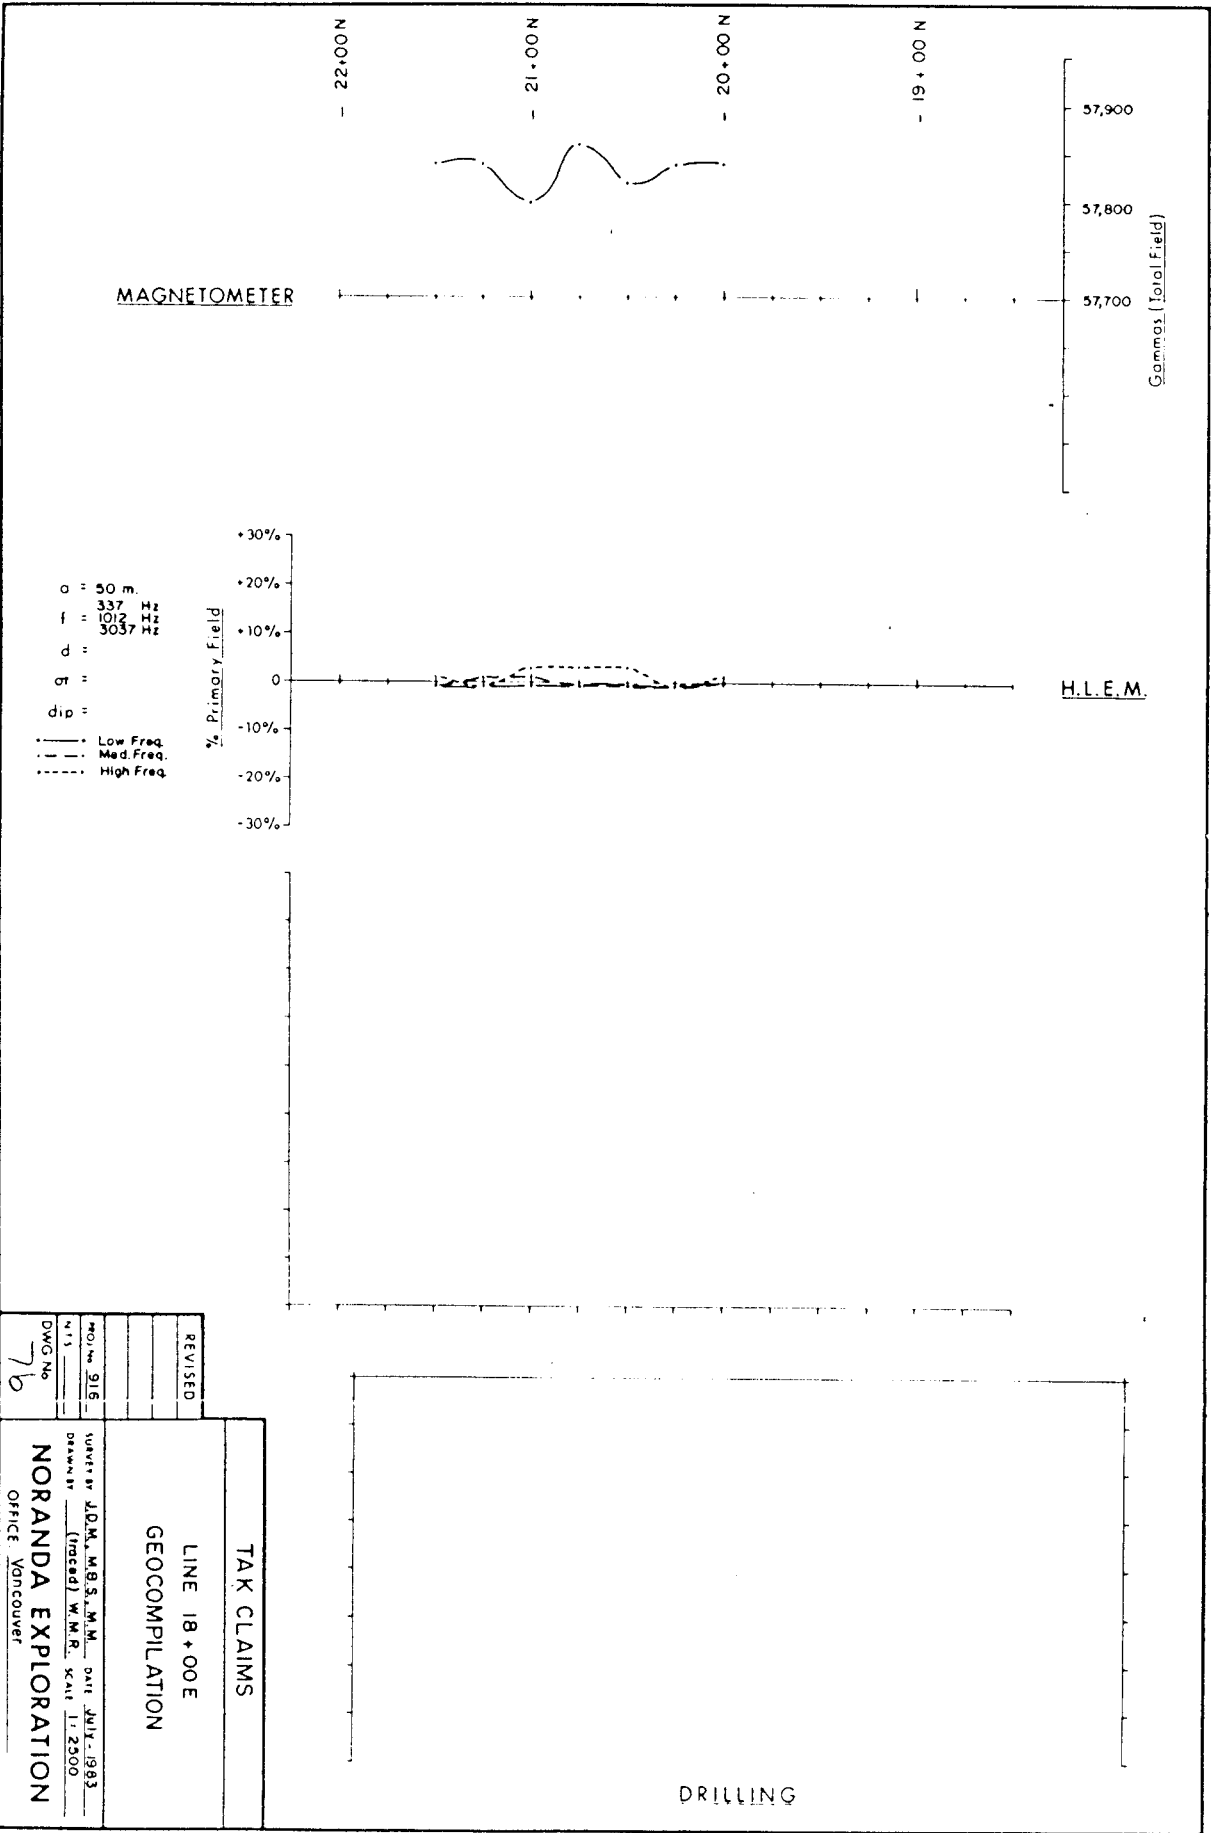 - 22+00N
- 21+00N
- 20+00N
- 19+00N
57,900
57,800
57,700
Gammas (Total Field)
MAGNETOMETER
+30%
+20%
+10%
0
-10%
-20%
-30%
% Primary Field
a = 50 m.
337 Hz
f = 1012 Hz
3037 Hz
d =
σt =
dip =
Low Freq.
Med. Freq.
High Freq.
H.L.E.M.
DRILLING
TAK CLAIMS
LINE 18+00E
GEOCOMPILATION
REVISED
PROJ. No 916
N.T.S.
DWG No
7b
SURVEY BY J.D.M., M.B.S., M.M. DATE July - 1983
DRAWN BY (traced) W.M.R. SCALE 1:2500
NORANDA EXPLORATION
OFFICE Vancouver